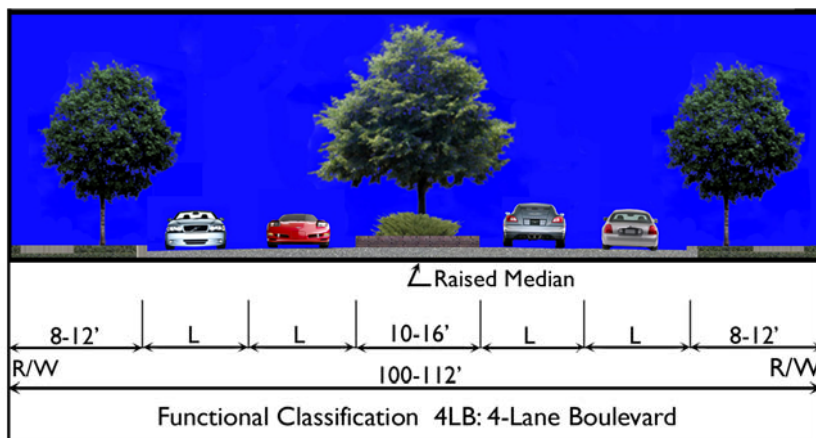 Raised Median
8-12' L L 10-16' L L 8-12'
R/W R/W
100-112'
Functional Classification 4LB: 4-Lane Boulevard